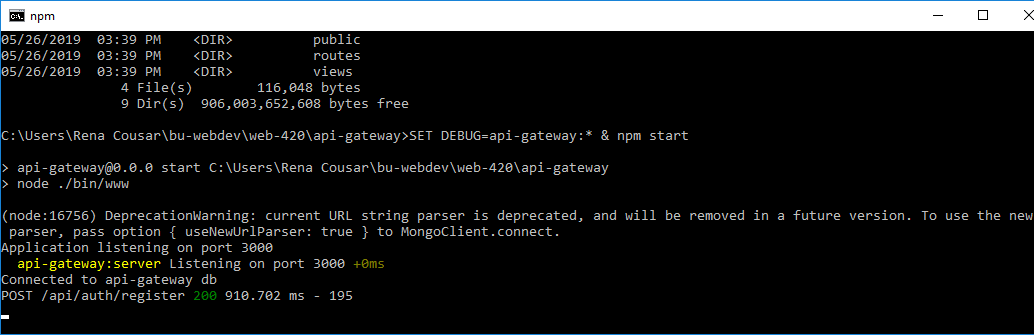 npm
05/26/2019  03:39 PM    <DIR>          public
05/26/2019  03:39 PM    <DIR>          routes
05/26/2019  03:39 PM    <DIR>          views
               4 File(s)        116,048 bytes
               9 Dir(s)  906,003,652,608 bytes free
C:\Users\Rena Cousar\bu-webdev\web-420\api-gateway>SET DEBUG=api-gateway:* & npm start
> api-gateway@0.0.0 start C:\Users\Rena Cousar\bu-webdev\web-420\api-gateway
> node ./bin/www
(node:16756) DeprecationWarning: current URL string parser is deprecated, and will be removed in a future version. To use the new
 parser, pass option { useNewUrlParser: true } to MongoClient.connect.
Application listening on port 3000
  api-gateway:server Listening on port 3000 +0ms
Connected to api-gateway db
POST /api/auth/register 200 910.702 ms - 195